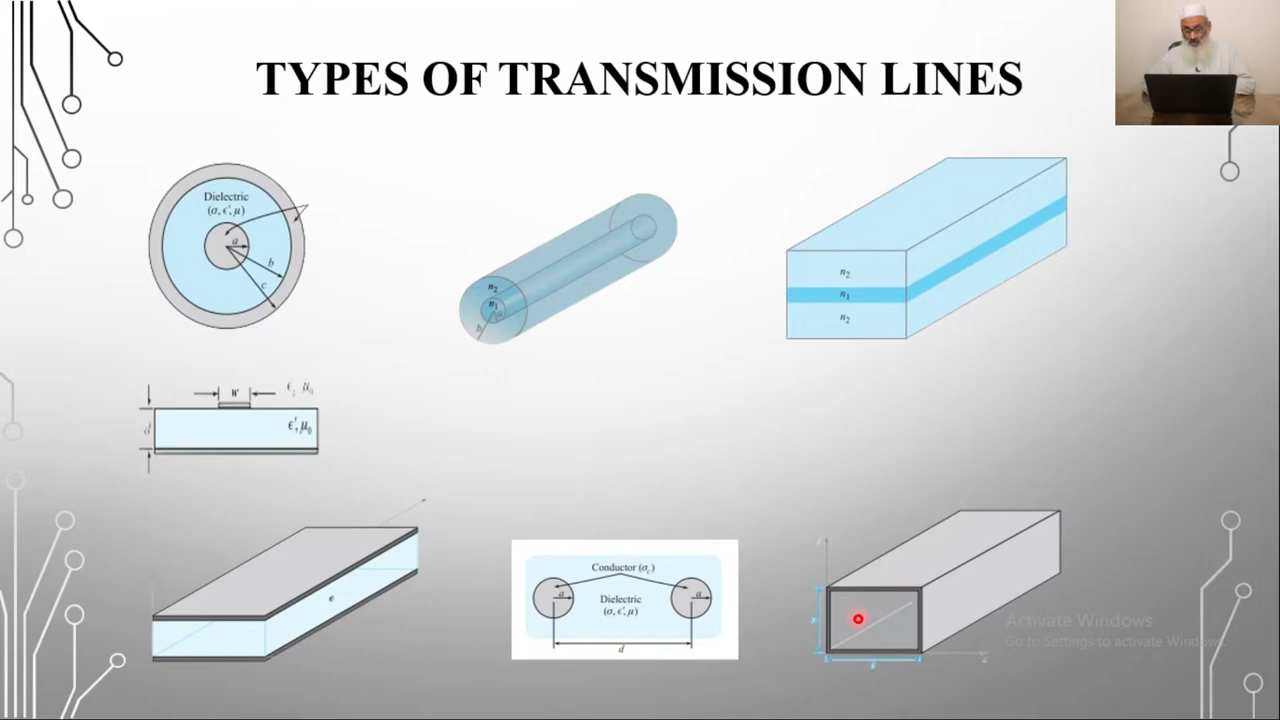 TYPES OF TRANSMISSION LINES
Dielectric
(σ, ϵ′, μ)
a
b
c
n₂
n₁
a
b
n₂
n₁
n₂
w
μ₀
ϵ′, μ₀
d
ϵ
Conductor (σc)
a
a
Dielectric
(σ, ϵ′, μ)
d
Activate Windows
Go to Settings to activate Windows.